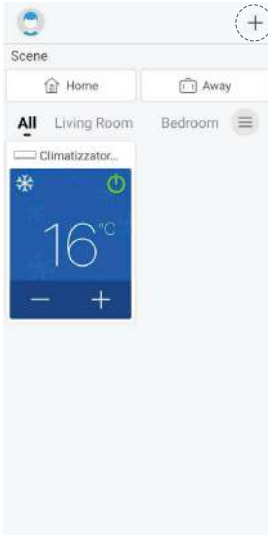 +
Scene
Home Away
All Living Room Bedroom
Climatizzator...
16°C
− +